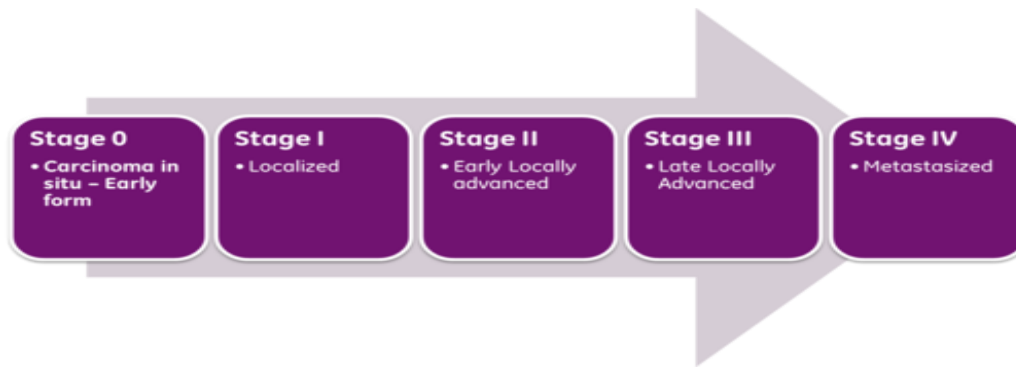 Stage 0
• Carcinoma in
situ – Early
form
Stage I
• Localized
Stage II
• Early Locally
advanced
Stage III
• Late Locally
Advanced
Stage IV
• Metastasized